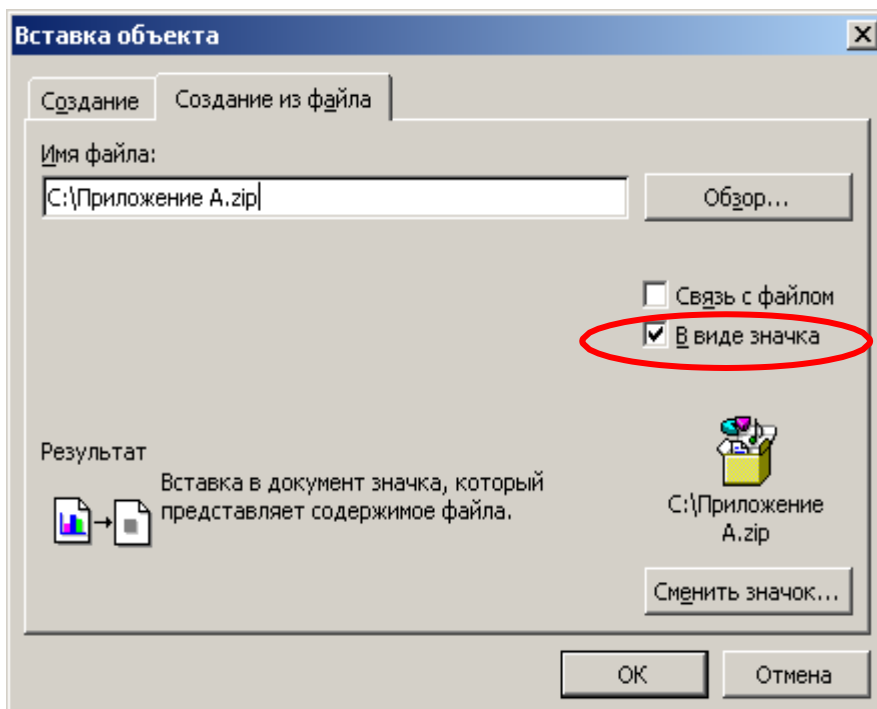 Вставка объекта
Создание
Создание из файла
Имя файла:
C:\Приложение A.zip
Обзор...
Связь с файлом
В виде значка
Результат
Вставка в документ значка, который
представляет содержимое файла.
C:\Приложение
A.zip
Сменить значок...
ОК
Отмена